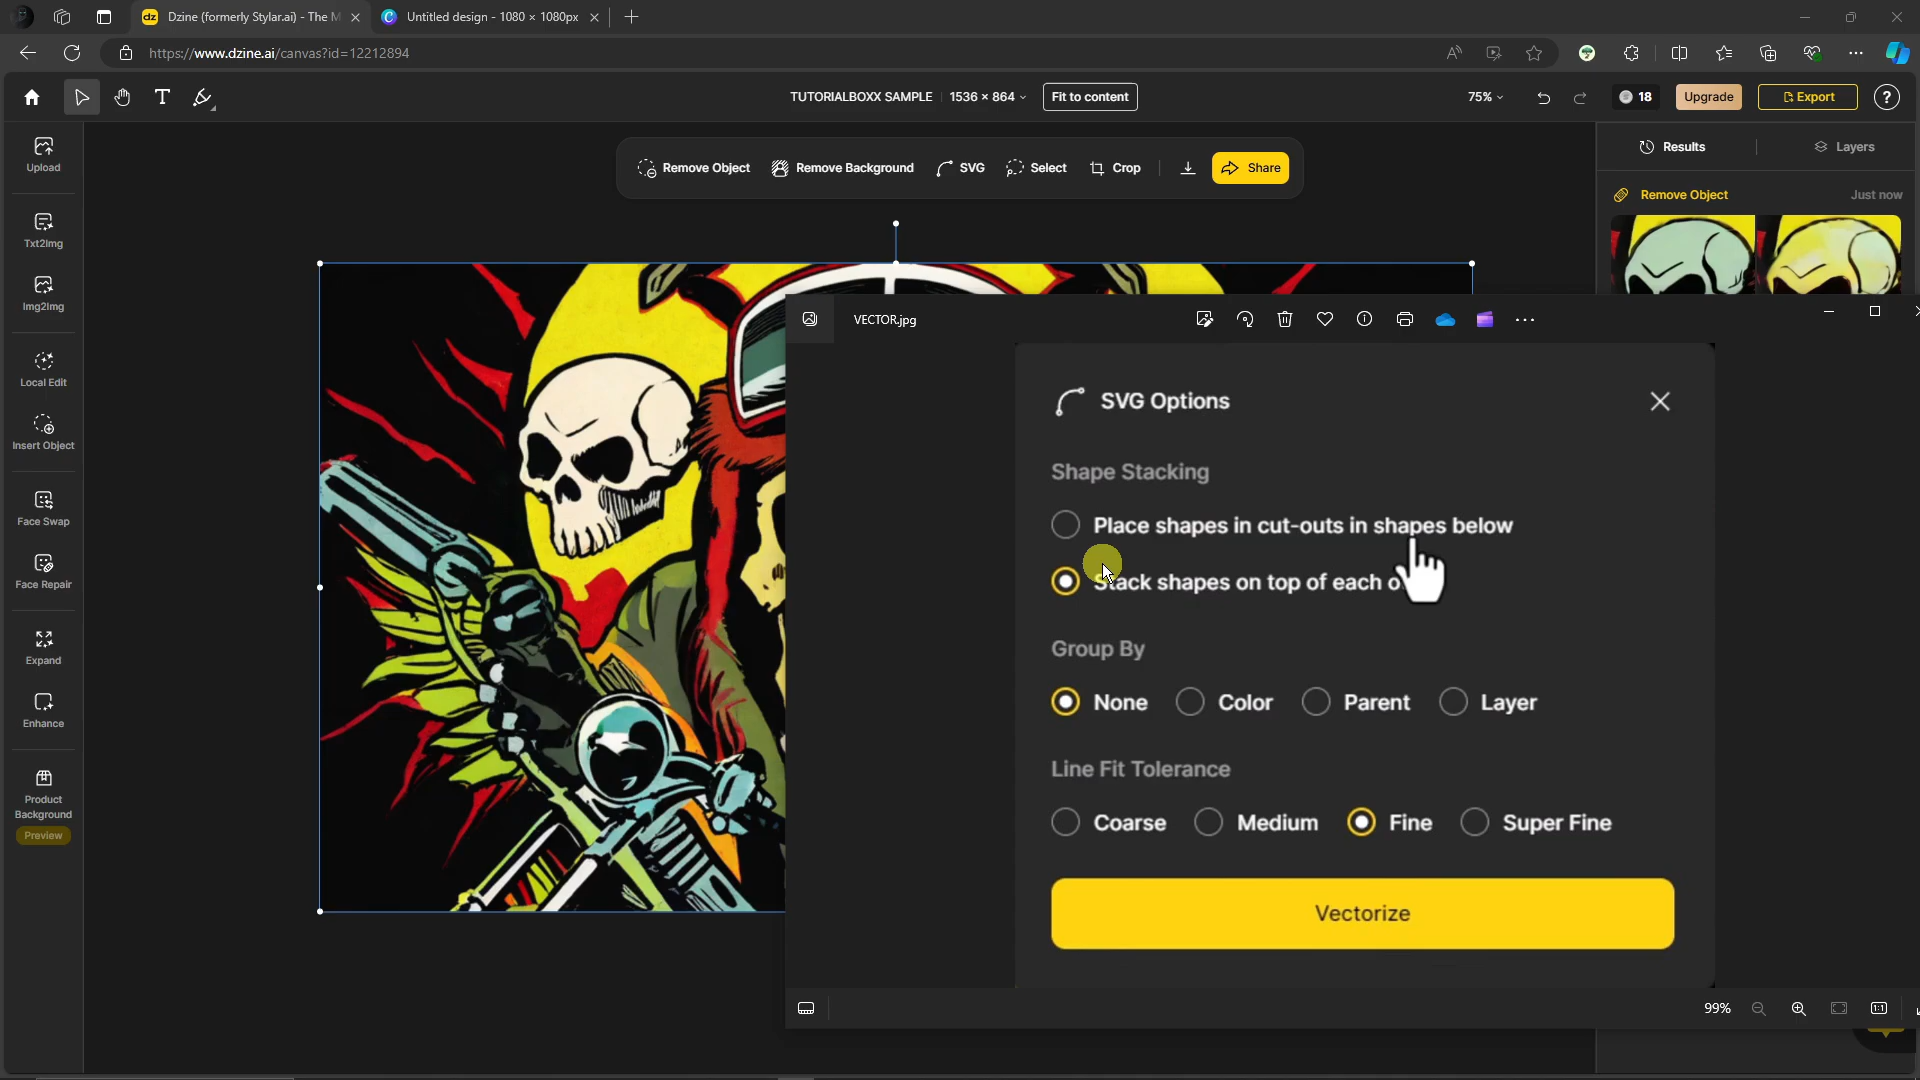 Dzine (formerly Stylar.ai) - The M
Untitled design - 1080 × 1080px
https://www.dzine.ai/canvas?id=12212894
TUTORIALBOXX SAMPLE
1536 × 864
Fit to content
75%
18
Upgrade
Export
?
Upload
Txt2Img
Img2Img
Local Edit
Insert Object
Face Swap
Face Repair
Expand
Enhance
Product
Background
Preview
Remove Object
Remove Background
SVG
Select
Crop
Share
Results
Layers
Remove Object
Just now
VECTOR.jpg
SVG Options
Shape Stacking
Place shapes in cut-outs in shapes below
Stack shapes on top of each o
Group By
None
Color
Parent
Layer
Line Fit Tolerance
Coarse
Medium
Fine
Super Fine
Vectorize
99%
1:1